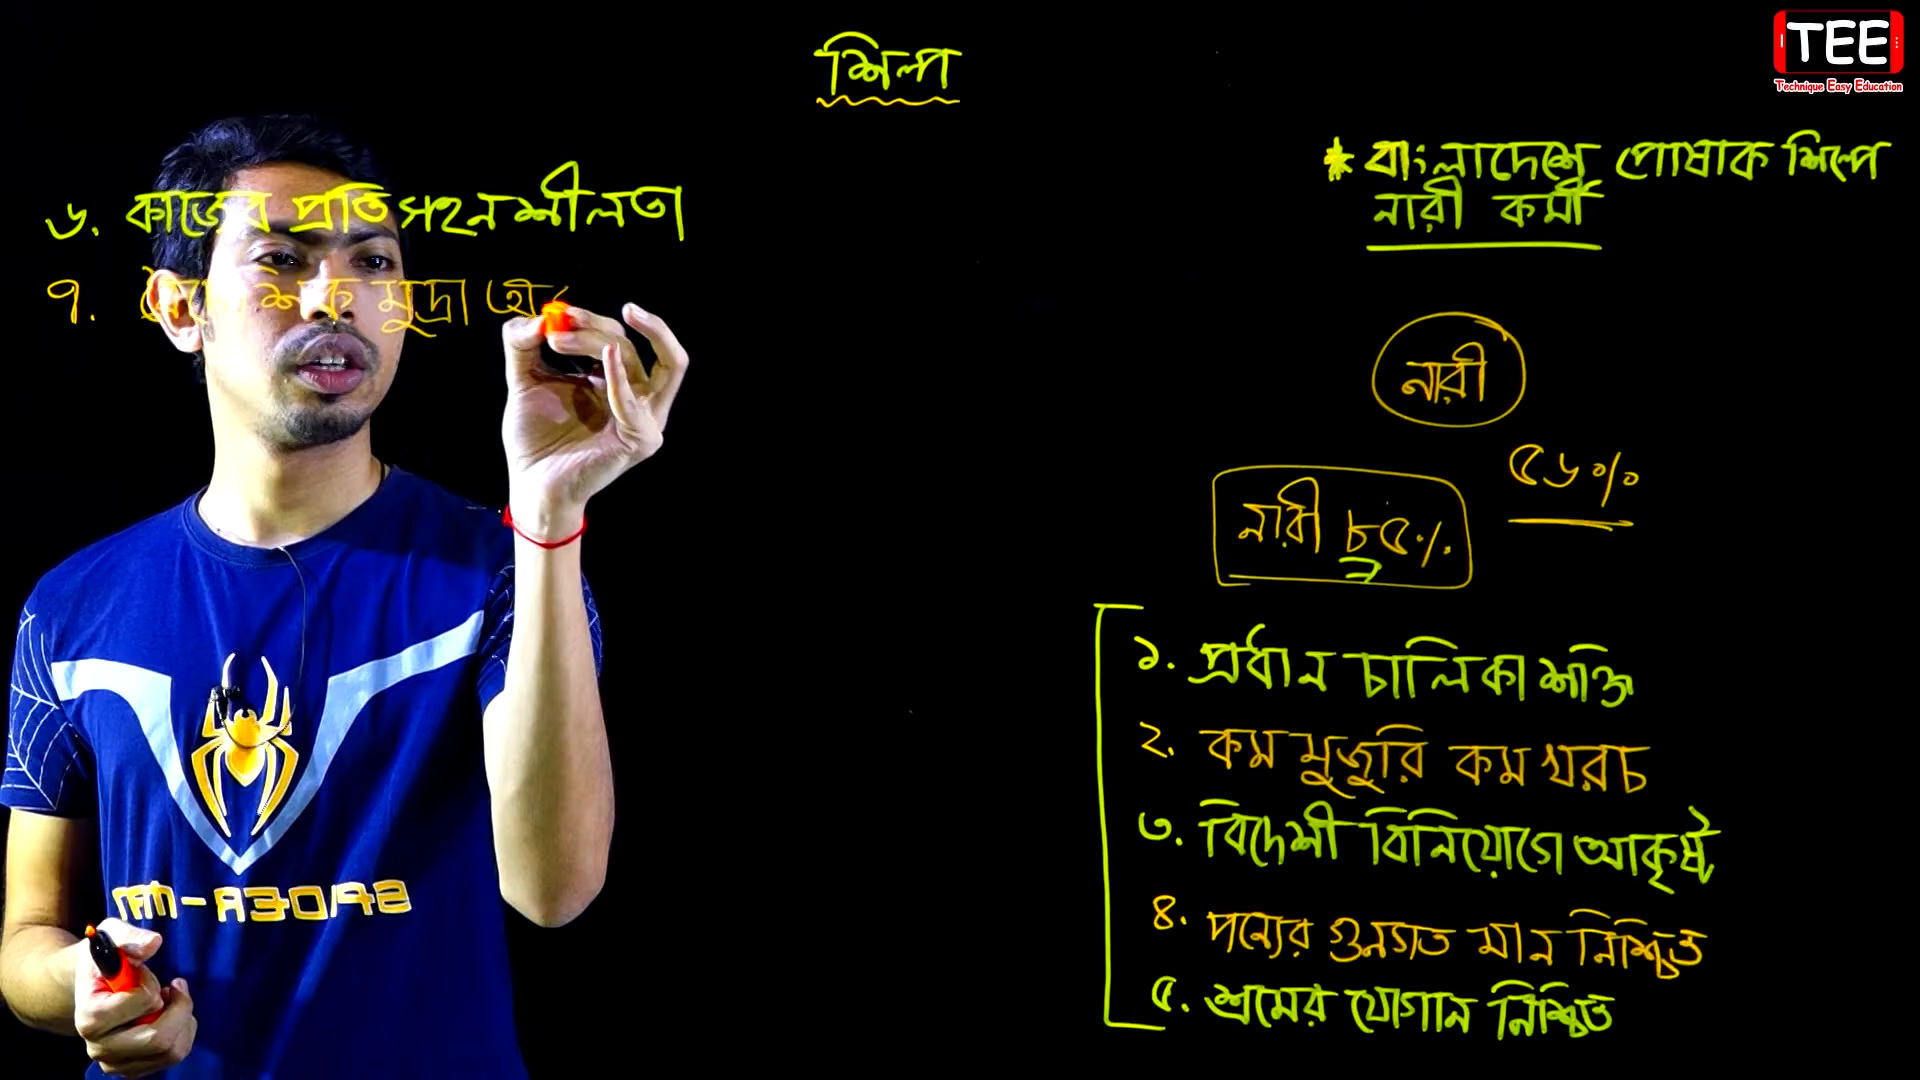 শিল্প
TEE
Technique Easy Education
* বাংলাদেশে পোষাক শিল্পে
নারী কর্মী
৬. কাজের প্রতি সহনশীলতা
৭. মুদ্রা
নারী
৫৬%
নারী ৮৫%
১. প্রধান চালিকা শক্তি
২. কম মুজুরি কম খরচ
৩. বিদেশী বিনিয়োগে আকৃষ্ট
৪. পন্যের গুনগত মান নিশ্চিত
৫. শ্রমের যোগান নিশ্চিত